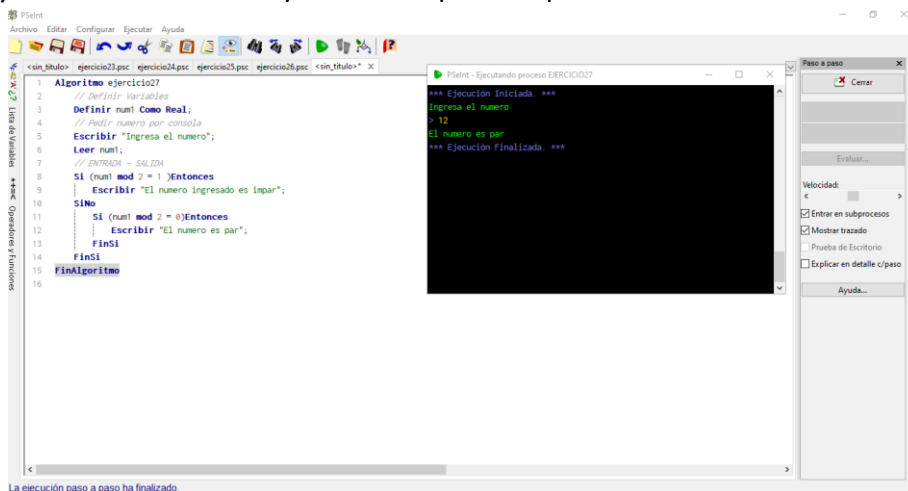 PSeInt
Archivo Editar Configurar Ejecutar Ayuda
<sin_titulo> ejercicio23.psc ejercicio24.psc ejercicio25.psc ejercicio26.psc <sin_titulo>* X
Lista de Variables
Operadores y Funciones
1 Algoritmo ejercicio27
2 // Definir Variables
3 Definir num1 Como Real;
4 // Pedir numero por consola
5 Escribir "Ingresa el numero";
6 Leer num1;
7 // ENTRADA - SALIDA
8 Si (num1 mod 2 = 1 )Entonces
9 Escribir "El numero ingresado es impar";
10 SiNo
11 Si (num1 mod 2 = 0)Entonces
12 Escribir "El numero es par";
13 FinSi
14 FinSi
15 FinAlgoritmo
16
PSeInt - Ejecutando proceso EJERCICIO27
*** Ejecución Iniciada. ***
Ingresa el numero
> 12
El numero es par
*** Ejecución Finalizada. ***
Paso a paso
Cerrar
Evaluar...
Velocidad:
Entrar en subprocesos
Mostrar trazado
Prueba de Escritorio
Explicar en detalle c/paso
Ayuda...
La ejecución paso a paso ha finalizado.